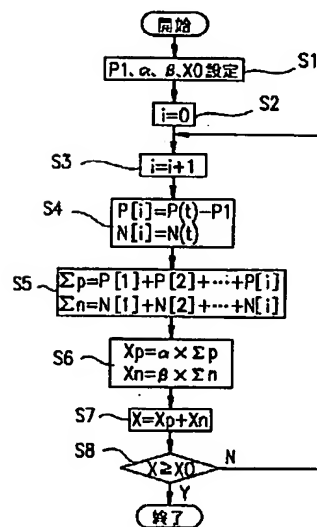 開始
P1、α、β、X0設定
S1
i=0
S2
S3
i=i+1
S4
P[i]=P(t)-P1
N[i]=N(t)
S5
Σp=P[1]+P[2]+…+P[i]
Σn=N[1]+N[2]+…+N[i]
S6
Xp=α×Σp
Xn=β×Σn
S7
X=Xp+Xn
S8
X≥X0
N
Y
終了